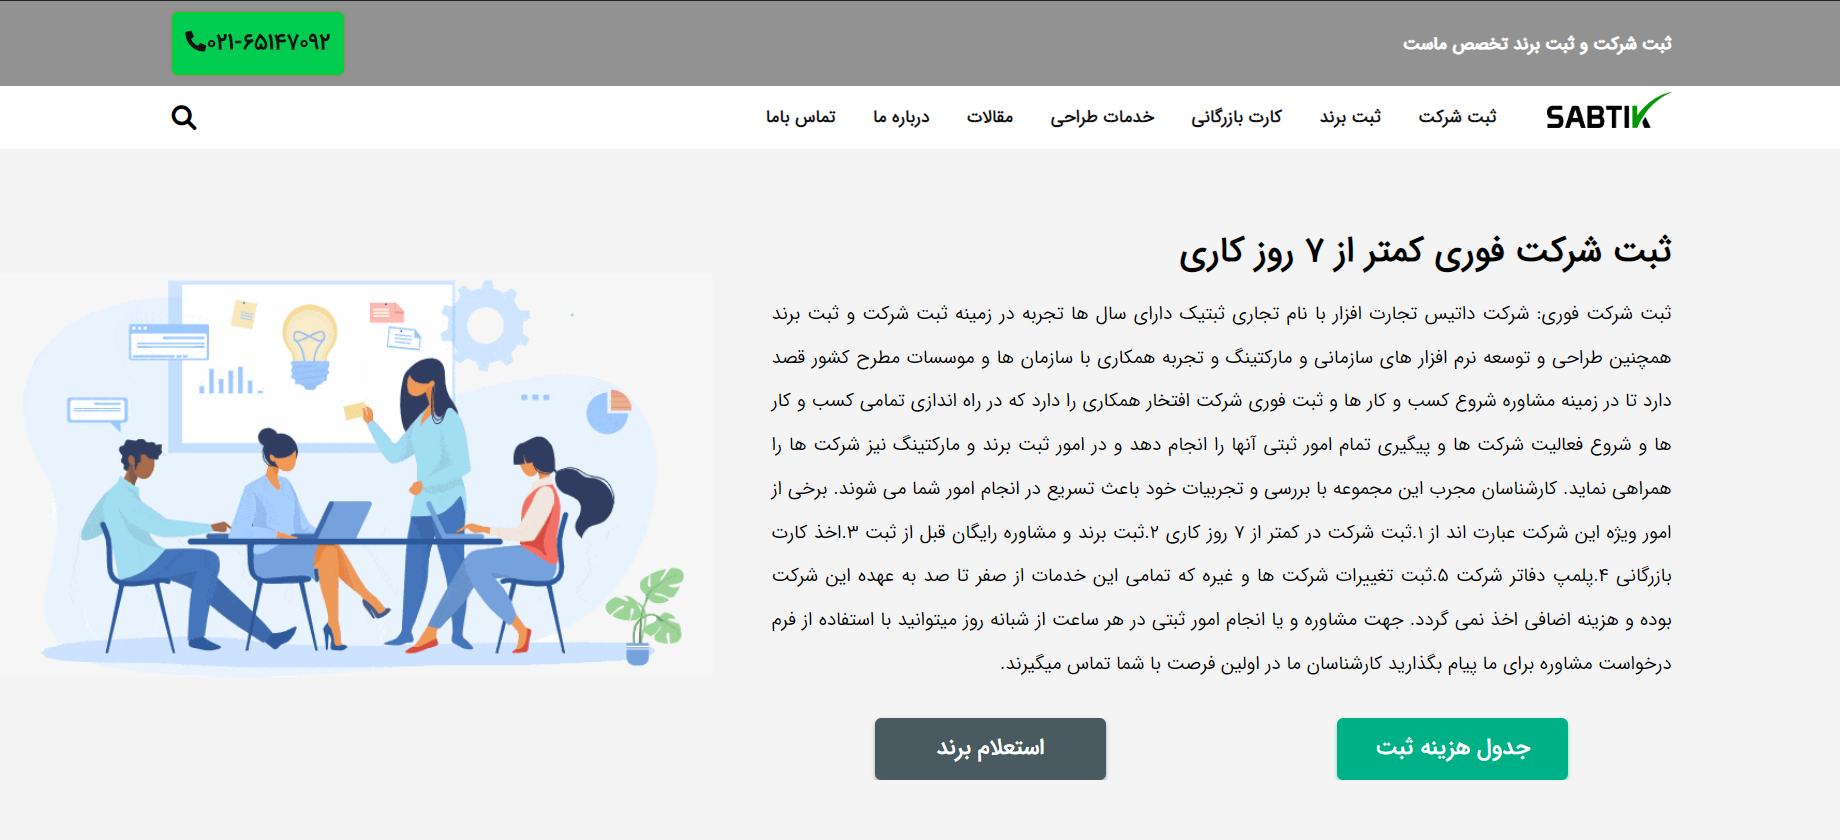 ثبت شرکت و ثبت برند تخصص ماست
۰۲۱-۶۵۱۴۷۰۹۲
SABTIK
ثبت شرکت
ثبت برند
کارت بازرگانی
خدمات طراحی
مقالات
درباره ما
تماس باما
ثبت شرکت فوری کمتر از ۷ روز کاری
ثبت شرکت فوری: شرکت داتیس تجارت افزار با نام تجاری ثبتیک دارای سال ها تجربه در زمینه ثبت شرکت و ثبت برند
همچنین طراحی و توسعه نرم افزار های سازمانی و مارکتینگ و تجربه همکاری با سازمان ها و موسسات مطرح کشور قصد
دارد تا در زمینه مشاوره شروع کسب و کار ها و ثبت فوری شرکت افتخار همکاری را دارد که در راه اندازی تمامی کسب و کار
ها و شروع فعالیت شرکت ها و پیگیری تمام امور ثبتی آنها را انجام دهد و در امور ثبت برند و مارکتینگ نیز شرکت ها را
همراهی نماید. کارشناسان مجرب این مجموعه با بررسی و تجربیات خود باعث تسریع در انجام امور شما می شوند. برخی از
امور ویژه این شرکت عبارت اند از ۱.ثبت شرکت در کمتر از ۷ روز کاری ۲.ثبت برند و مشاوره رایگان قبل از ثبت ۳.اخذ کارت
بازرگانی ۴.پلمپ دفاتر شرکت ۵.ثبت تغییرات شرکت ها و غیره که تمامی این خدمات از صفر تا صد به عهده این شرکت
بوده و هزینه اضافی اخذ نمی گردد. جهت مشاوره و یا انجام امور ثبتی در هر ساعت از شبانه روز میتوانید با استفاده از فرم
درخواست مشاوره برای ما پیام بگذارید کارشناسان ما در اولین فرصت با شما تماس میگیرند.
جدول هزینه ثبت
استعلام برند